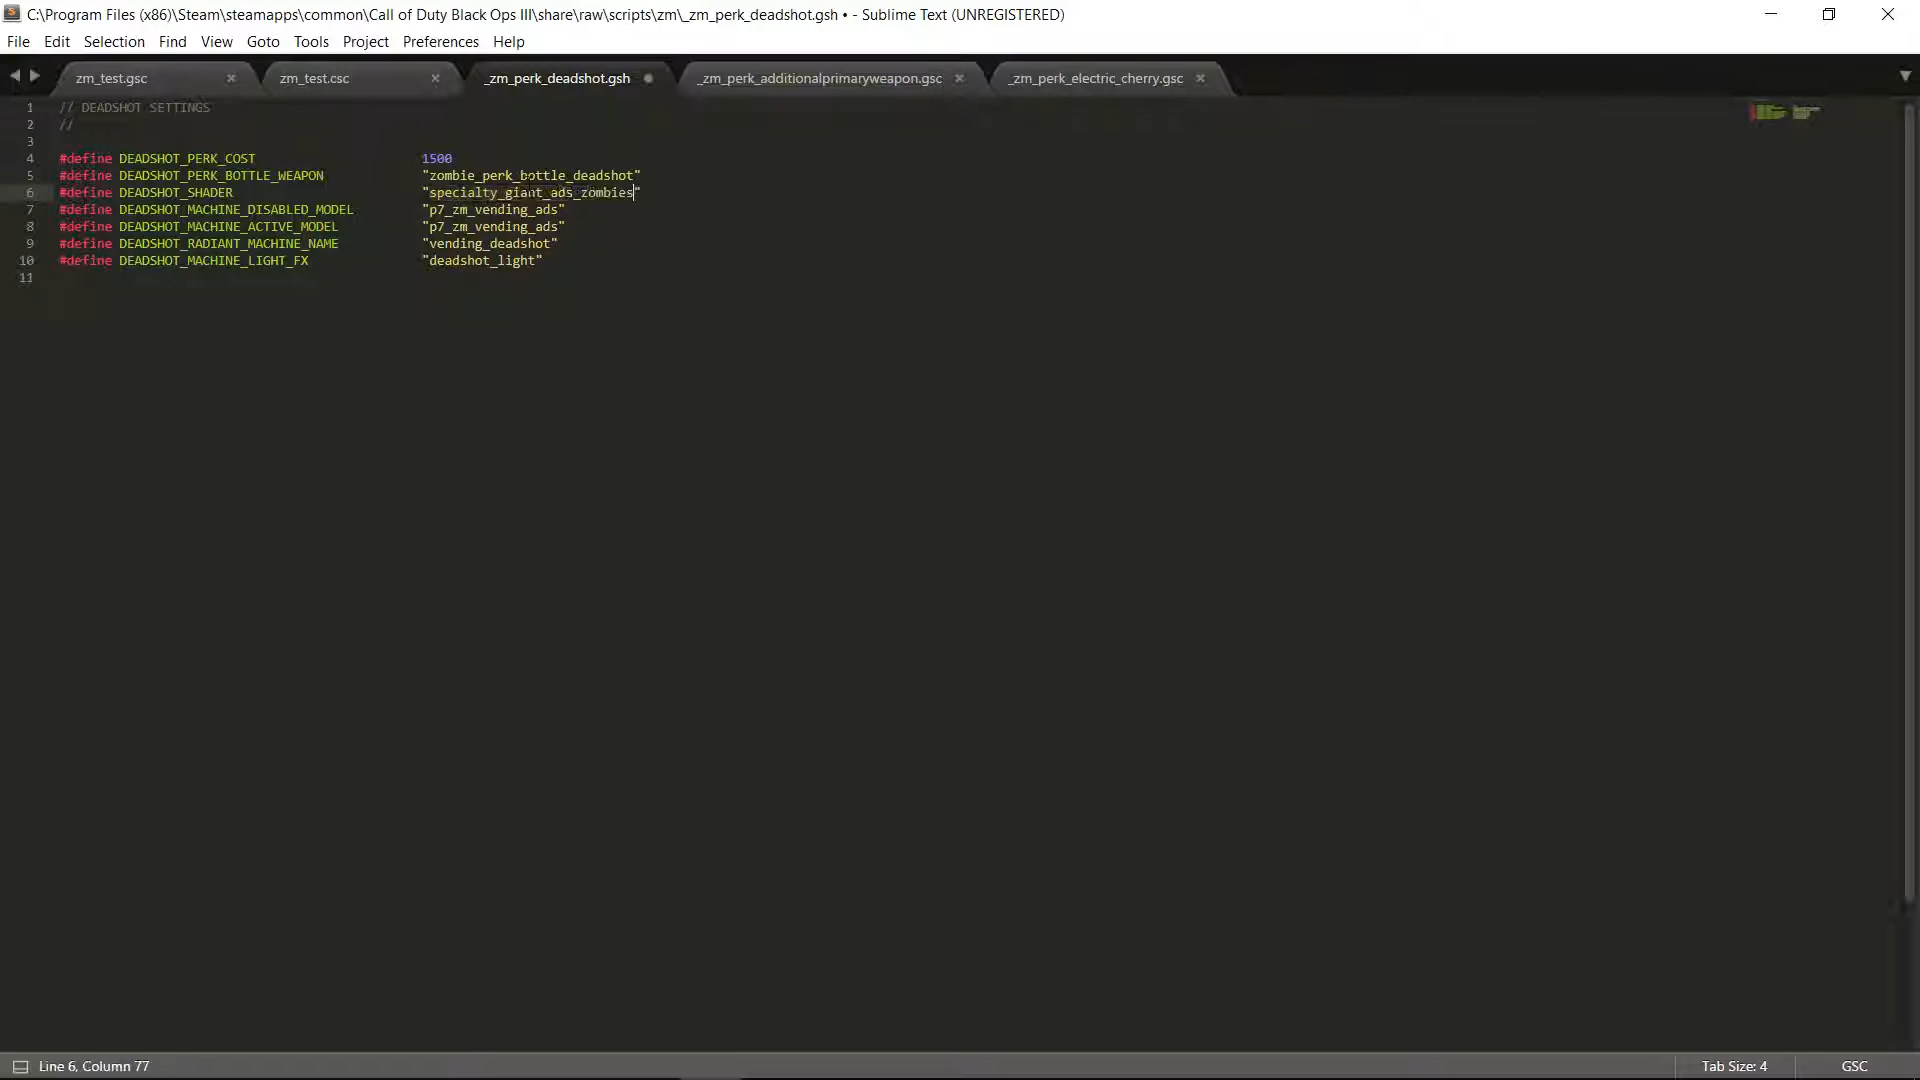 C:\Program Files (x86)\Steam\steamapps\common\Call of Duty Black Ops III\share\raw\scripts\zm\_zm_perk_deadshot.gsh • - Sublime Text (UNREGISTERED)
File Edit Selection Find View Goto Tools Project Preferences Help
zm_test.gsc zm_test.csc _zm_perk_deadshot.gsh _zm_perk_additionalprimaryweapon.gsc _zm_perk_electric_cherry.gsc
1 // DEADSHOT SETTINGS
2 //
3
4 #define DEADSHOT_PERK_COST 1500
5 #define DEADSHOT_PERK_BOTTLE_WEAPON "zombie_perk_bottle_deadshot"
6 #define DEADSHOT_SHADER "specialty_giant_ads_zombies"
7 #define DEADSHOT_MACHINE_DISABLED_MODEL "p7_zm_vending_ads"
8 #define DEADSHOT_MACHINE_ACTIVE_MODEL "p7_zm_vending_ads"
9 #define DEADSHOT_RADIANT_MACHINE_NAME "vending_deadshot"
10 #define DEADSHOT_MACHINE_LIGHT_FX "deadshot_light"
11
Line 6, Column 77 Tab Size: 4 GSC